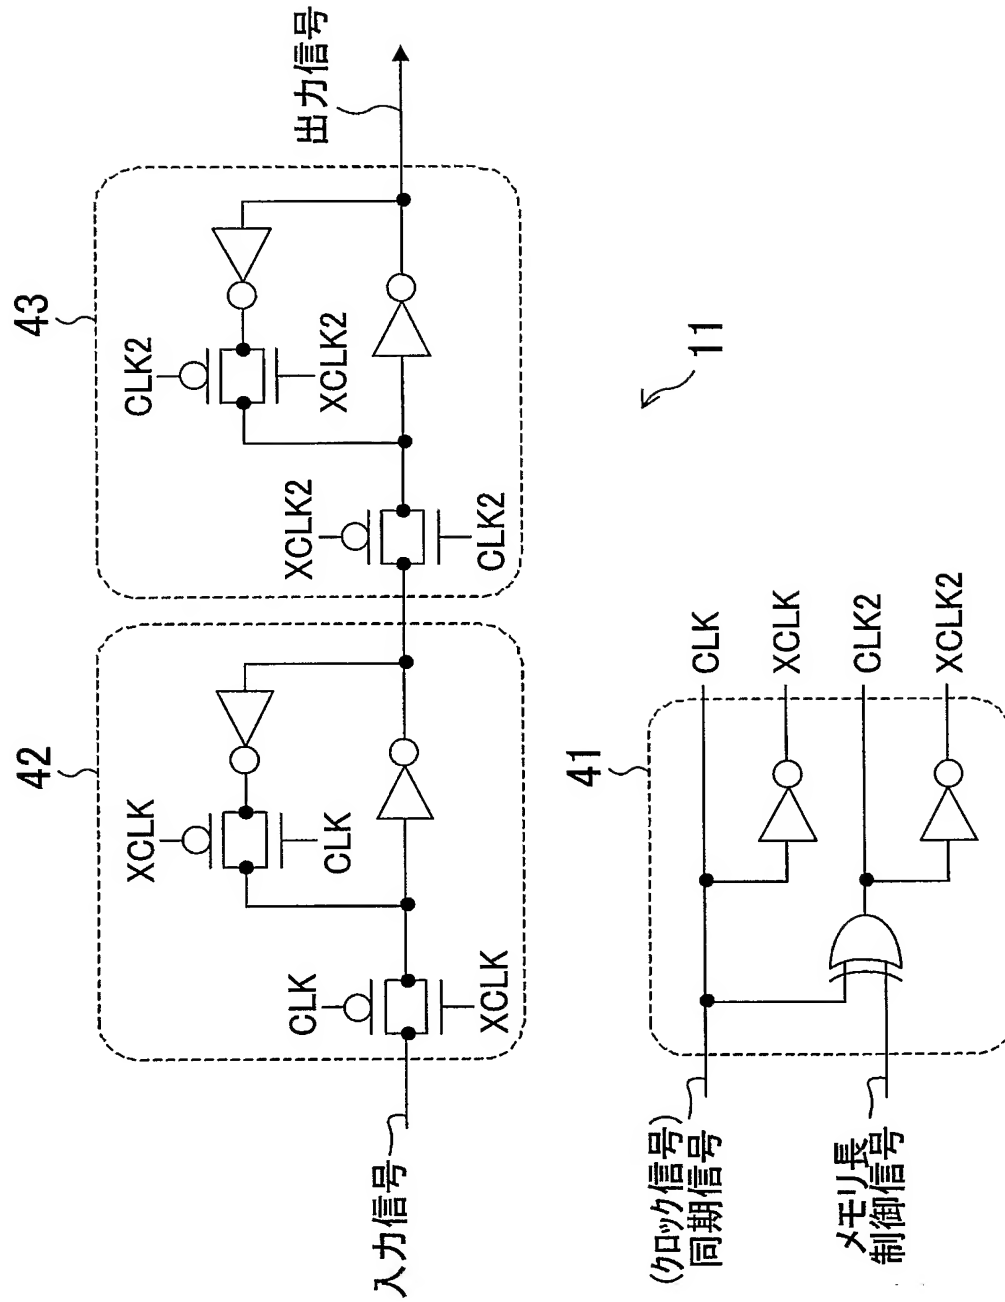 42
43
XCLK
CLK
CLK2
XCLK2
CLK
XCLK
XCLK2
CLK2
入力信号
出力信号
41
(クロック信号)
同期信号
メモリ長
制御信号
CLK
XCLK
CLK2
XCLK2
11